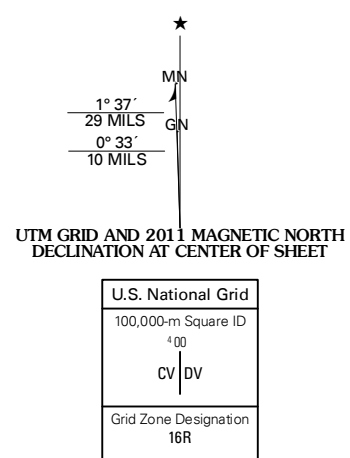 ★
MN
1° 37´
29 MILS
GN
0° 33´
10 MILS
UTM GRID AND 2011 MAGNETIC NORTH
DECLINATION AT CENTER OF SHEET
U.S. National Grid
100,000-m Square ID
⁴00
CV DV
Grid Zone Designation
16R